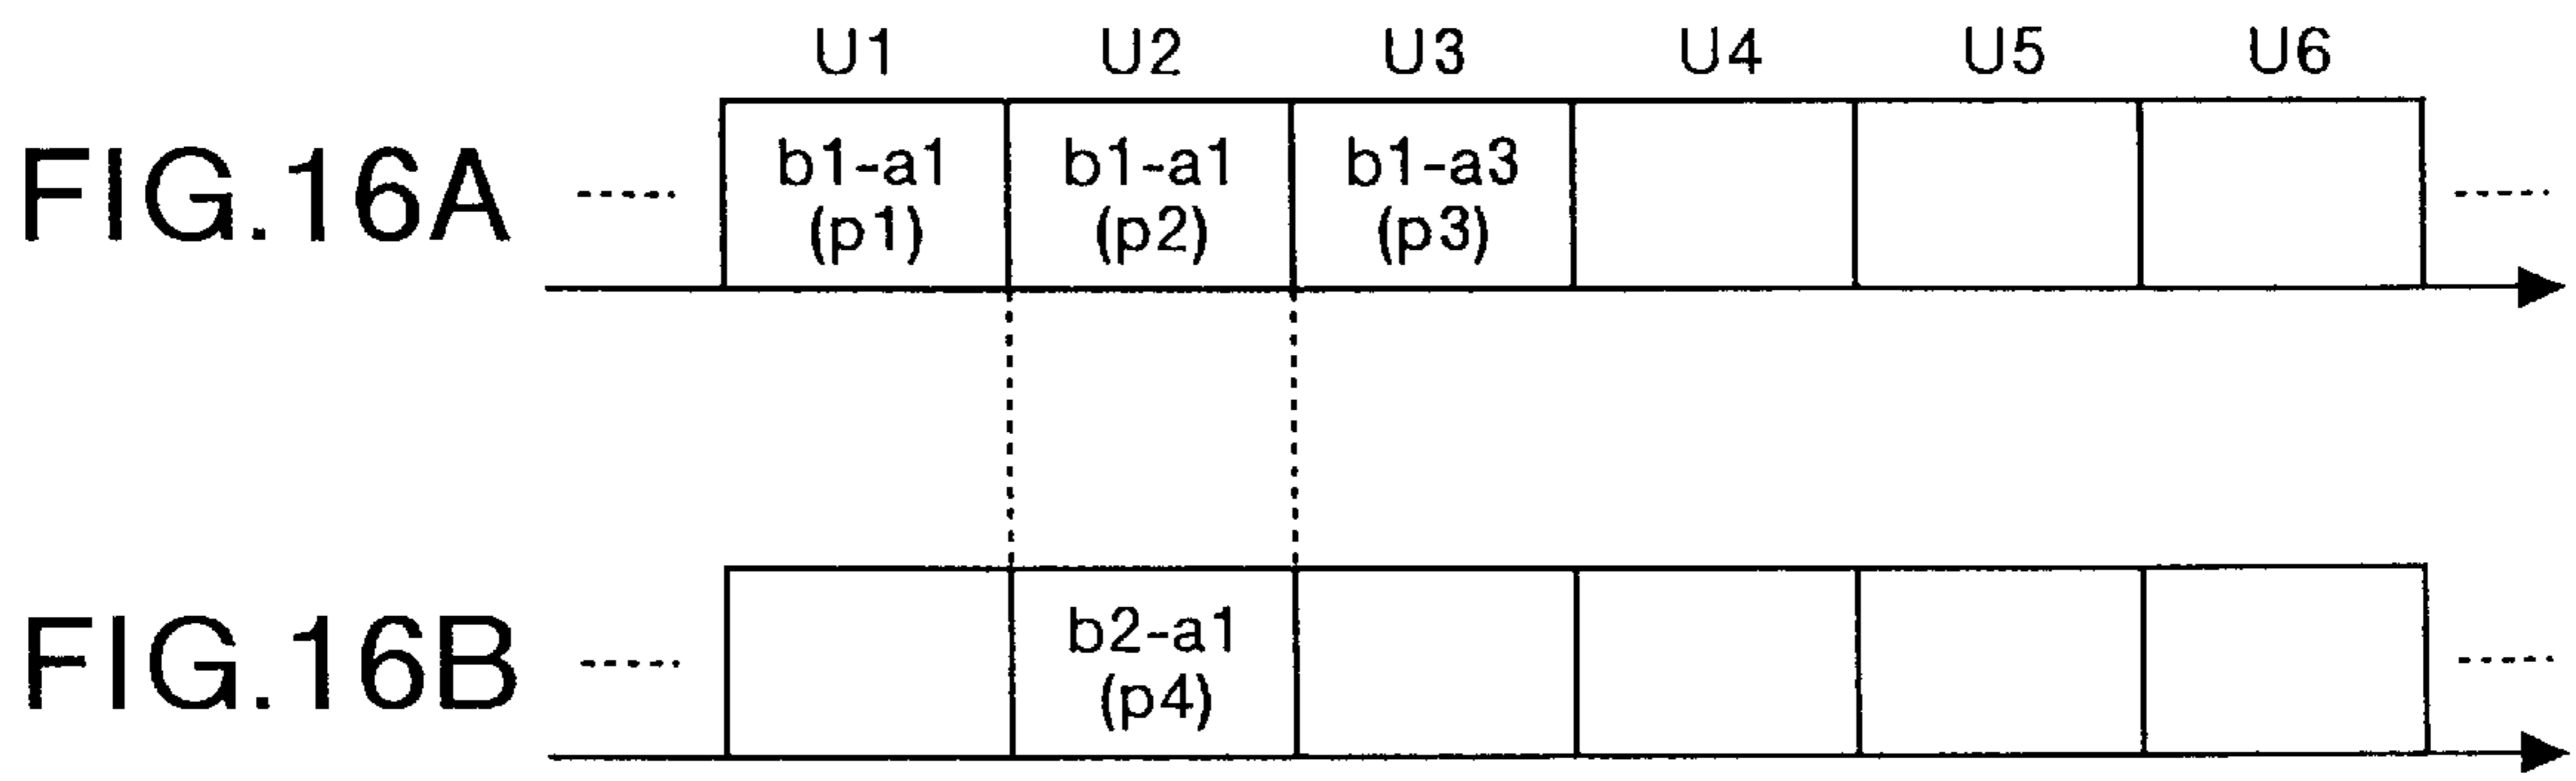 U1 U2 U3 U4 U5 U6
FIG.16A
b1-a1 b1-a1 b1-a3
(p1) (p2) (p3)
FIG.16B
b2-a1
(p4)